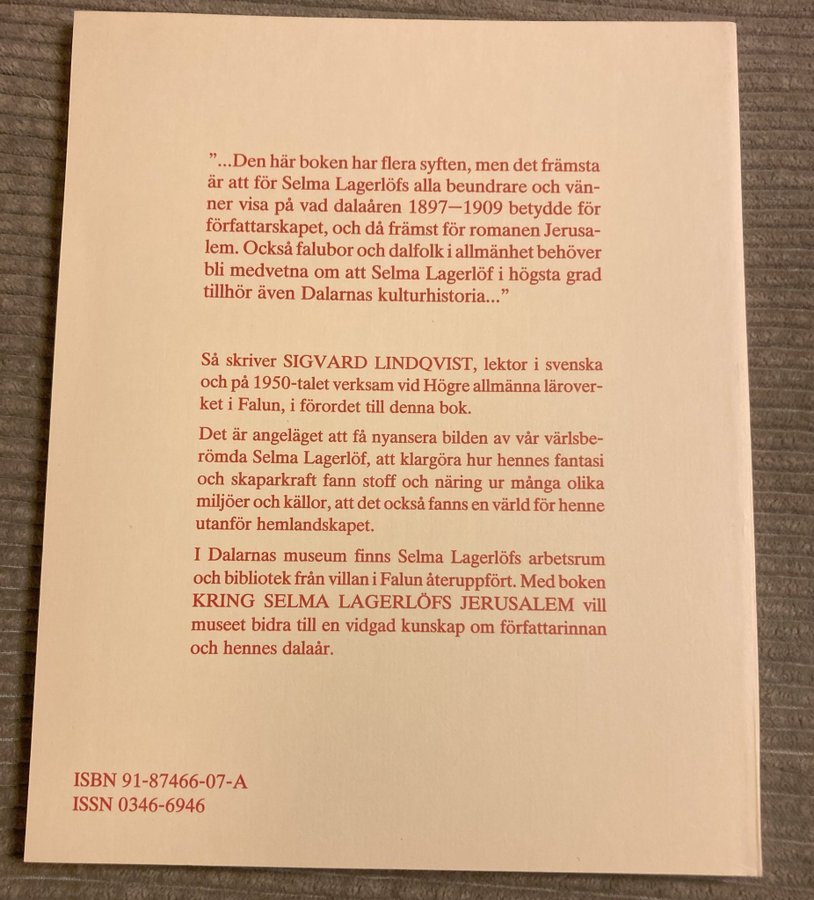 ”...Den här boken har flera syften, men det främsta
är att för Selma Lagerlöfs alla beundrare och vän-
ner visa på vad dalaåren 1897—1909 betydde för
författarskapet, och då främst för romanen Jerusa-
lem. Också falubor och dalfolk i allmänhet behöver
bli medvetna om att Selma Lagerlöf i högsta grad
tillhör även Dalarnas kulturhistoria...”
Så skriver SIGVARD LINDQVIST, lektor i svenska
och på 1950-talet verksam vid Högre allmänna lärover-
ket i Falun, i förordet till denna bok.
Det är angeläget att få nyansera bilden av vår värlsbe-
römda Selma Lagerlöf, att klargöra hur hennes fantasi
och skaparkraft fann stoff och näring ur många olika
miljöer och källor, att det också fanns en värld för henne
utanför hemlandskapet.
I Dalarnas museum finns Selma Lagerlöfs arbetsrum
och bibliotek från villan i Falun återuppfört. Med boken
KRING SELMA LAGERLÖFS JERUSALEM vill
museet bidra till en vidgad kunskap om författarinnan
och hennes dalaår.
ISBN 91-87466-07-A
ISSN 0346-6946